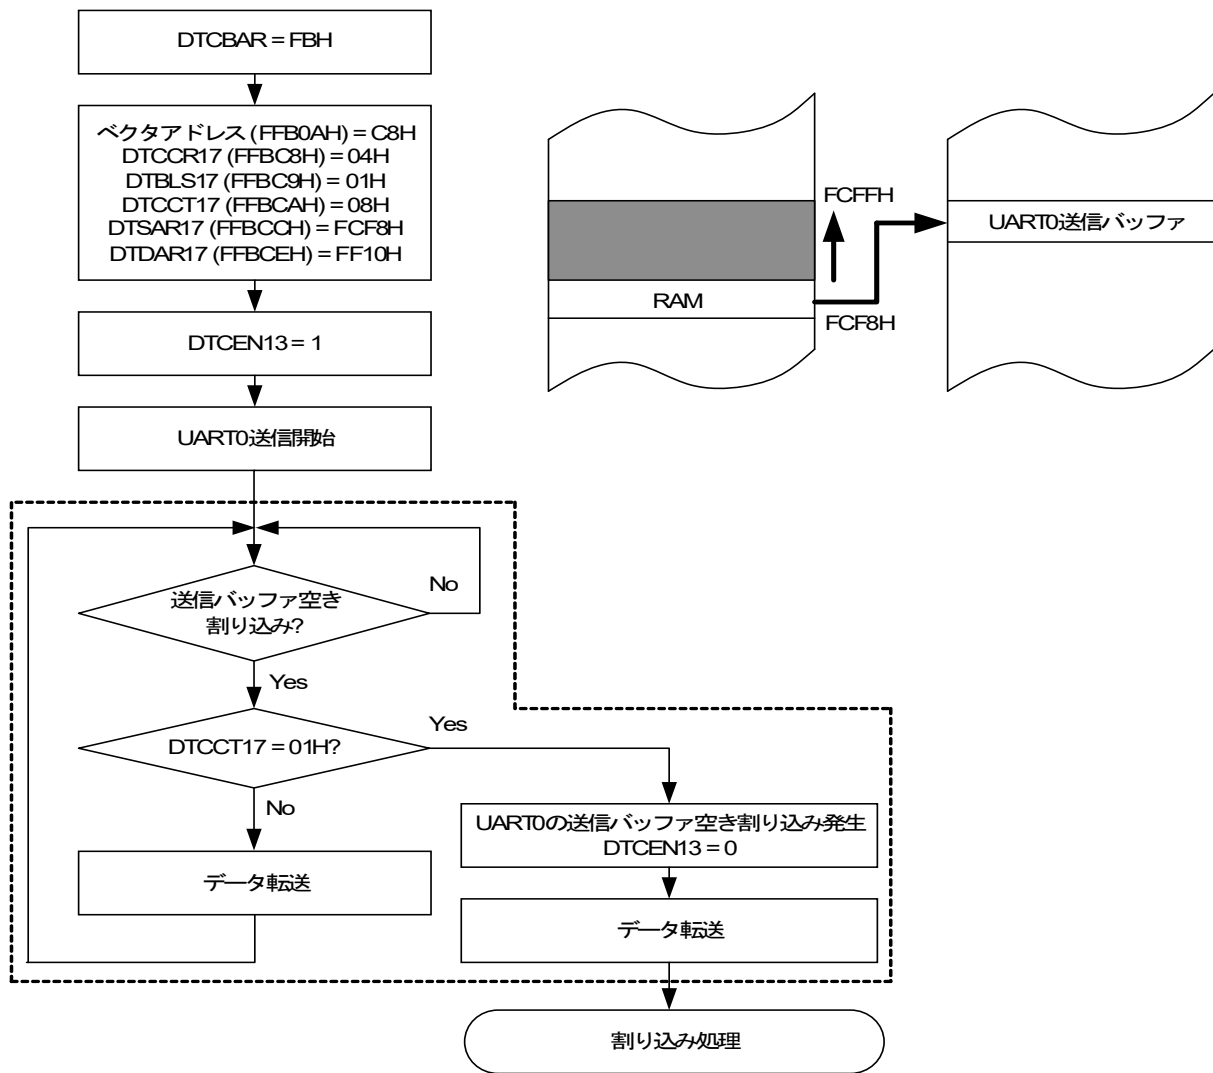 DTCBAR = FBH
ベクタアドレス (FFB0AH) = C8H
DTCCR17 (FFBC8H) = 04H
DTBLS17 (FFBC9H) = 01H
DTCCT17 (FFBCAH) = 08H
DTSAR17 (FFBCCH) = FCF8H
DTDAR17 (FFBCEH) = FF10H
DTCEN13 = 1
UART0送信開始
送信バッファ空き
割り込み?
No
Yes
DTCCT17 = 01H?
Yes
No
データ転送
UART0の送信バッファ空き割り込み発生
DTCEN13 = 0
データ転送
割り込み処理
FCFFH
RAM
FCF8H
UART0送信バッファ